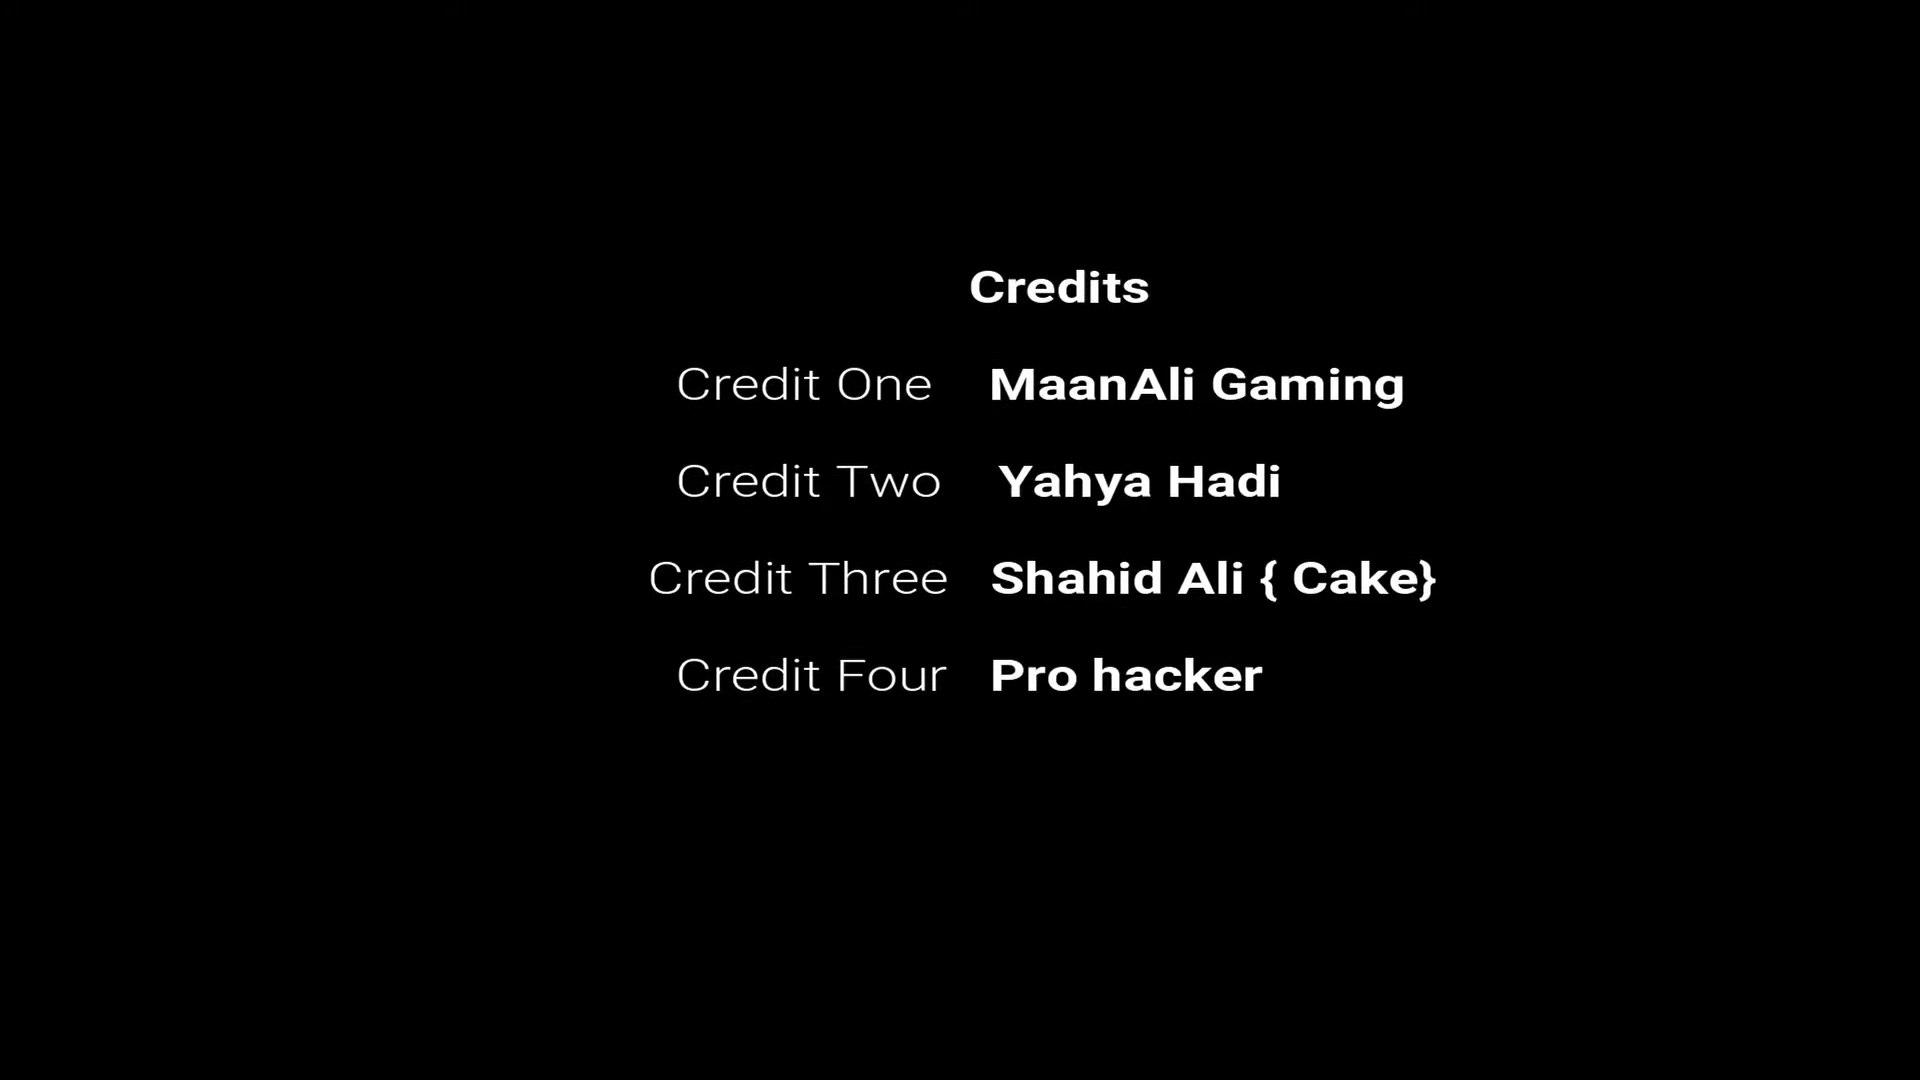 Credits
Credit One MaanAli Gaming
Credit Two Yahya Hadi
Credit Three Shahid Ali { Cake}
Credit Four Pro hacker